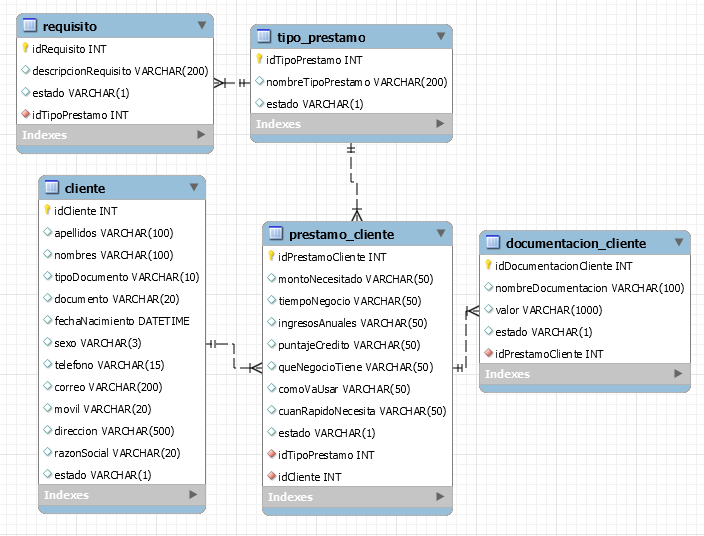 requisito
idRequisito INT
descripcionRequisito VARCHAR(200)
estado VARCHAR(1)
idTipoPrestamo INT
Indexes
tipo_prestamo
idTipoPrestamo INT
nombreTipoPrestamo VARCHAR(200)
estado VARCHAR(1)
Indexes
cliente
idCliente INT
apellidos VARCHAR(100)
nombres VARCHAR(100)
tipoDocumento VARCHAR(10)
documento VARCHAR(20)
fechaNacimiento DATETIME
sexo VARCHAR(3)
telefono VARCHAR(15)
correo VARCHAR(200)
movil VARCHAR(20)
direccion VARCHAR(500)
razonSocial VARCHAR(20)
estado VARCHAR(1)
Indexes
prestamo_cliente
idPrestamoCliente INT
montoNecesitado VARCHAR(50)
tiempoNegocio VARCHAR(50)
ingresosAnuales VARCHAR(50)
puntajeCredito VARCHAR(50)
queNegocioTiene VARCHAR(50)
comoVaUsar VARCHAR(50)
cuanRapidoNecesita VARCHAR(50)
estado VARCHAR(1)
idTipoPrestamo INT
idCliente INT
Indexes
documentacion_cliente
idDocumentacionCliente INT
nombreDocumentacion VARCHAR(100)
valor VARCHAR(1000)
estado VARCHAR(1)
idPrestamoCliente INT
Indexes